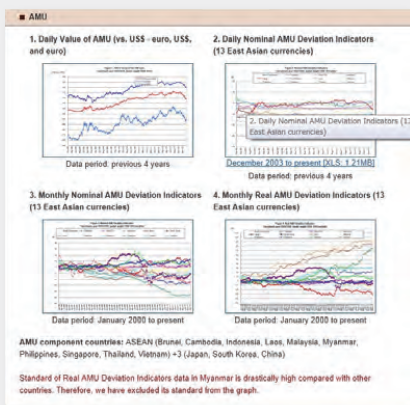 AMU
1. Daily Value of AMU (vs. US$ - euro, US$,
and euro)
Data period: previous 4 years
2. Daily Nominal AMU Deviation Indicators
(13 East Asian currencies)
2. Daily Nominal AMU Deviation Indicators (13
East Asian currencies)
December 2003 to present [XLS: 1.21MB]
Data period: previous 4 years
3. Monthly Nominal AMU Deviation Indicators
(13 East Asian currencies)
Data period: January 2000 to present
4. Monthly Real AMU Deviation Indicators (13
East Asian currencies)
Data period: January 2000 to present
AMU component countries: ASEAN (Brunei, Cambodia, Indonesia, Laos, Malaysia, Myanmar,
Philippines, Singapore, Thailand, Vietnam) +3 (Japan, South Korea, China)
Standard of Real AMU Deviation Indicators data in Myanmar is drastically high compared with other
countries. Therefore, we have excluded its standard from the graph.